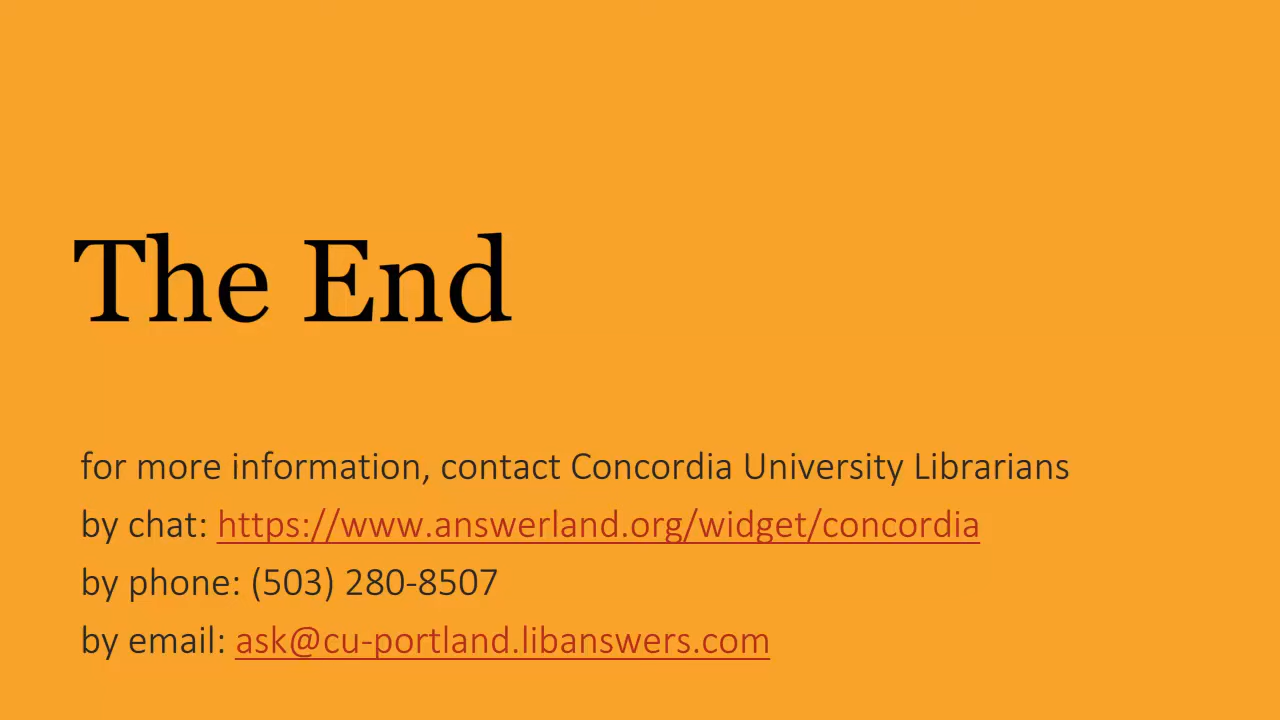 The End
for more information, contact Concordia University Librarians
by chat: https://www.answerland.org/widget/concordia
by phone: (503) 280-8507
by email: ask@cu-portland.libanswers.com